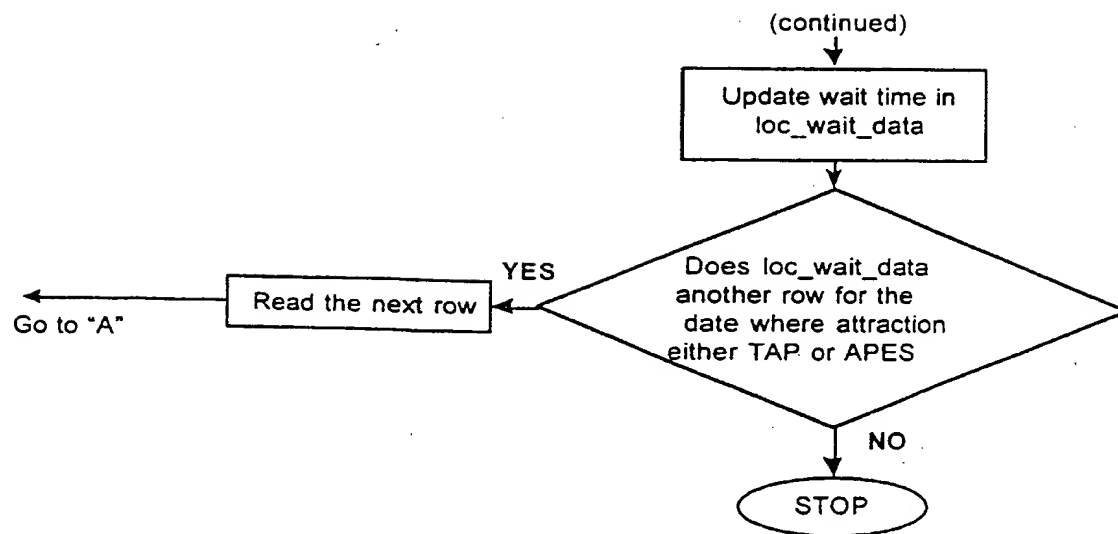 (continued)
Update wait time in
loc_wait_data
Does loc_wait_data
another row for the
date where attraction
either TAP or APES
YES
Read the next row
Go to "A"
NO
STOP